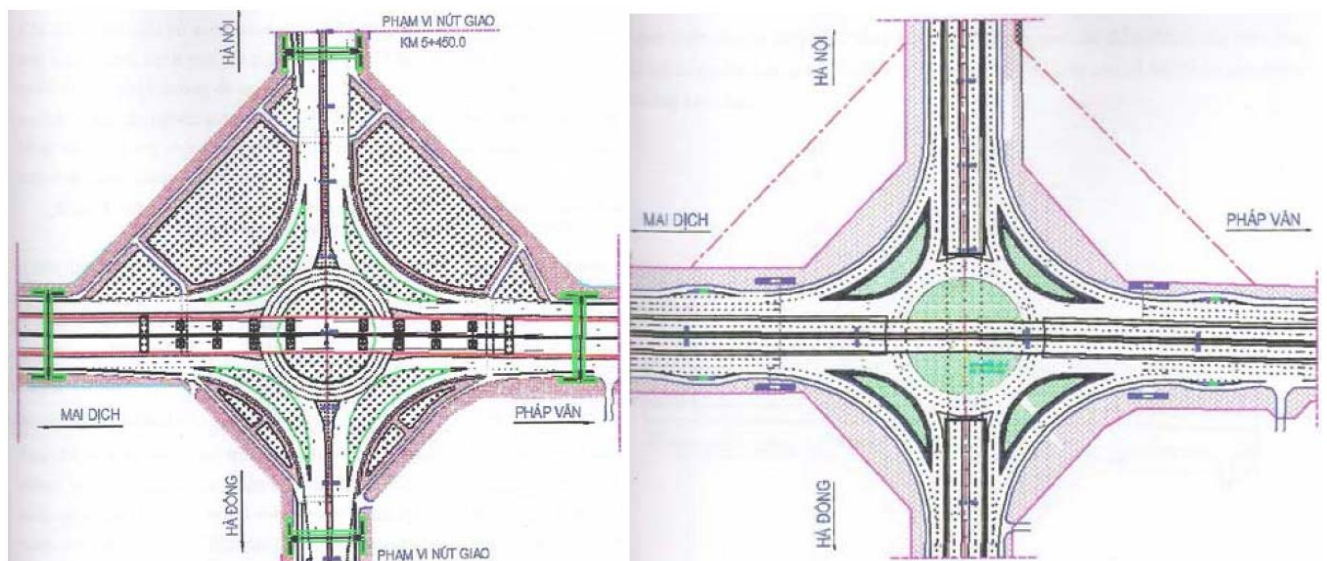 HÀ NỘI
PHẠM VI NÚT GIAO
KM 5+450.0
MAI DỊCH
PHÁP VÂN
HÀ ĐÔNG
PHẠM VI NÚT GIAO
HÀ NỘI
MAI DỊCH
PHÁP VÂN
HÀ ĐÔNG